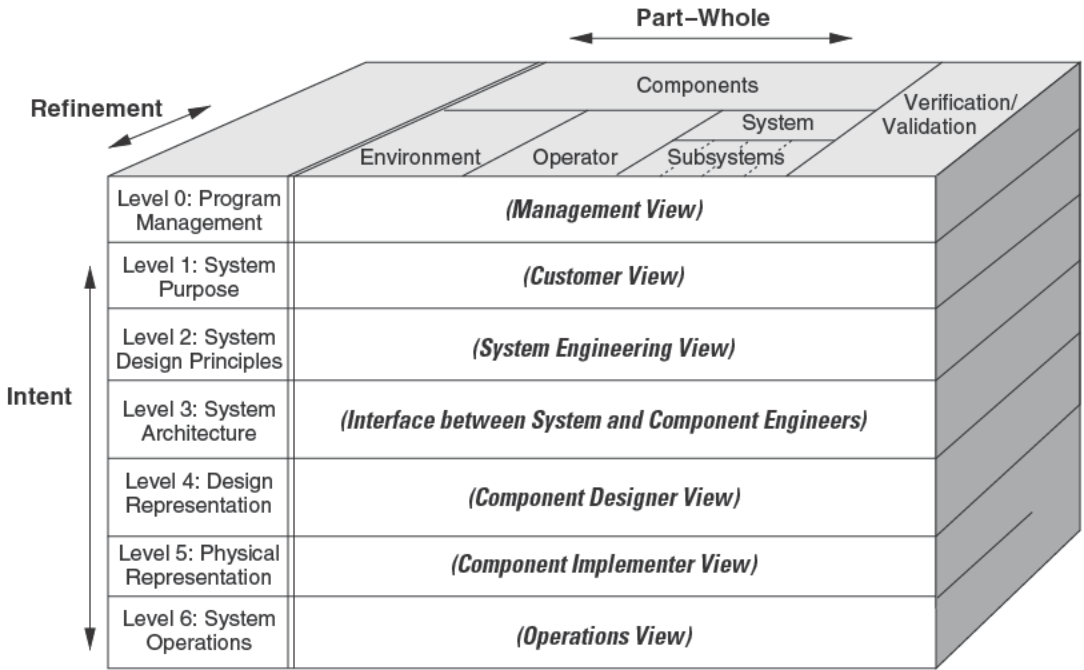 Part–Whole
Refinement
Components
Verification/
Validation
System
Environment
Operator
Subsystems
Intent
Level 0: Program
Management
(Management View)
Level 1: System
Purpose
(Customer View)
Level 2: System
Design Principles
(System Engineering View)
Level 3: System
Architecture
(Interface between System and Component Engineers)
Level 4: Design
Representation
(Component Designer View)
Level 5: Physical
Representation
(Component Implementer View)
Level 6: System
Operations
(Operations View)